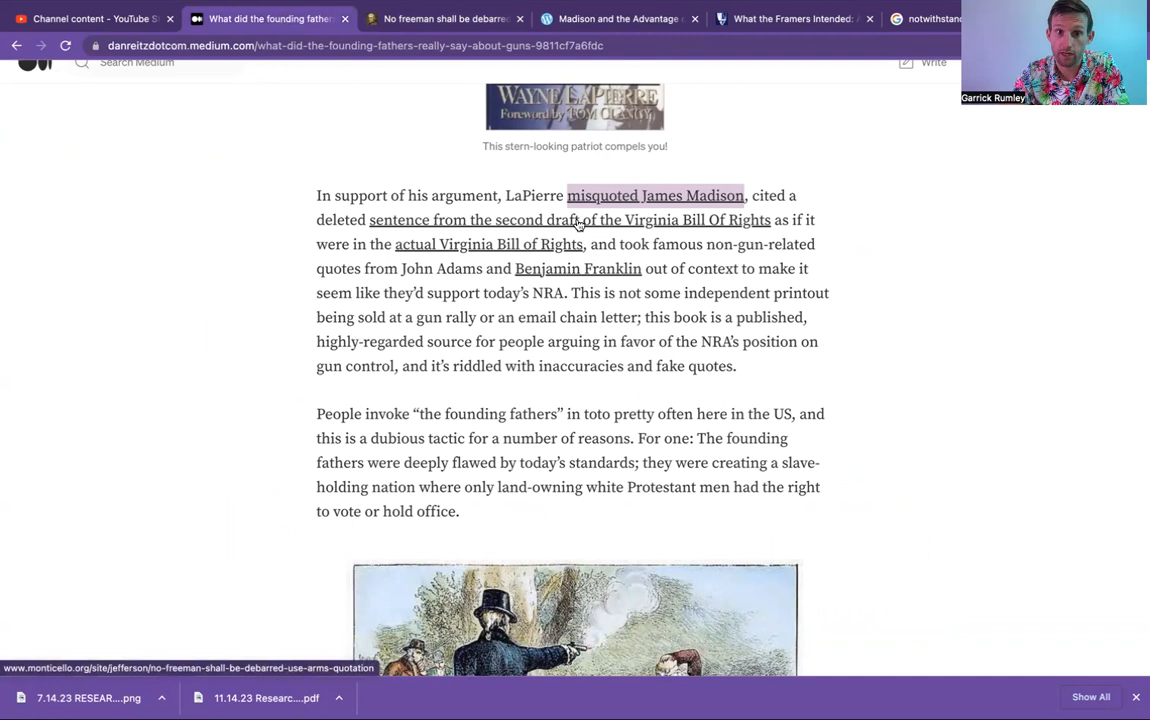 Channel content - YouTube S
What did the founding father
No freeman shall be debarre
Madison and the Advantage o
What the Framers Intended: A
notwithstand
danreitzdotcom.medium.com/what-did-the-founding-fathers-really-say-about-guns-9811cf7a6fdc
Search Medium
Write
Garrick Rumley
WAYNE LAPIERRE
Foreword by TOM CLANCY
This stern-looking patriot compels you!
In support of his argument, LaPierre misquoted James Madison, cited a
deleted sentence from the second draft of the Virginia Bill Of Rights as if it
were in the actual Virginia Bill of Rights, and took famous non-gun-related
quotes from John Adams and Benjamin Franklin out of context to make it
seem like they’d support today’s NRA. This is not some independent printout
being sold at a gun rally or an email chain letter; this book is a published,
highly-regarded source for people arguing in favor of the NRA’s position on
gun control, and it’s riddled with inaccuracies and fake quotes.
People invoke “the founding fathers” in toto pretty often here in the US, and
this is a dubious tactic for a number of reasons. For one: The founding
fathers were deeply flawed by today’s standards; they were creating a slave-
holding nation where only land-owning white Protestant men had the right
to vote or hold office.
www.monticello.org/site/jefferson/no-freeman-shall-be-debarred-use-arms-quotation
7.14.23 RESEAR....png
11.14.23 Researc....pdf
Show All